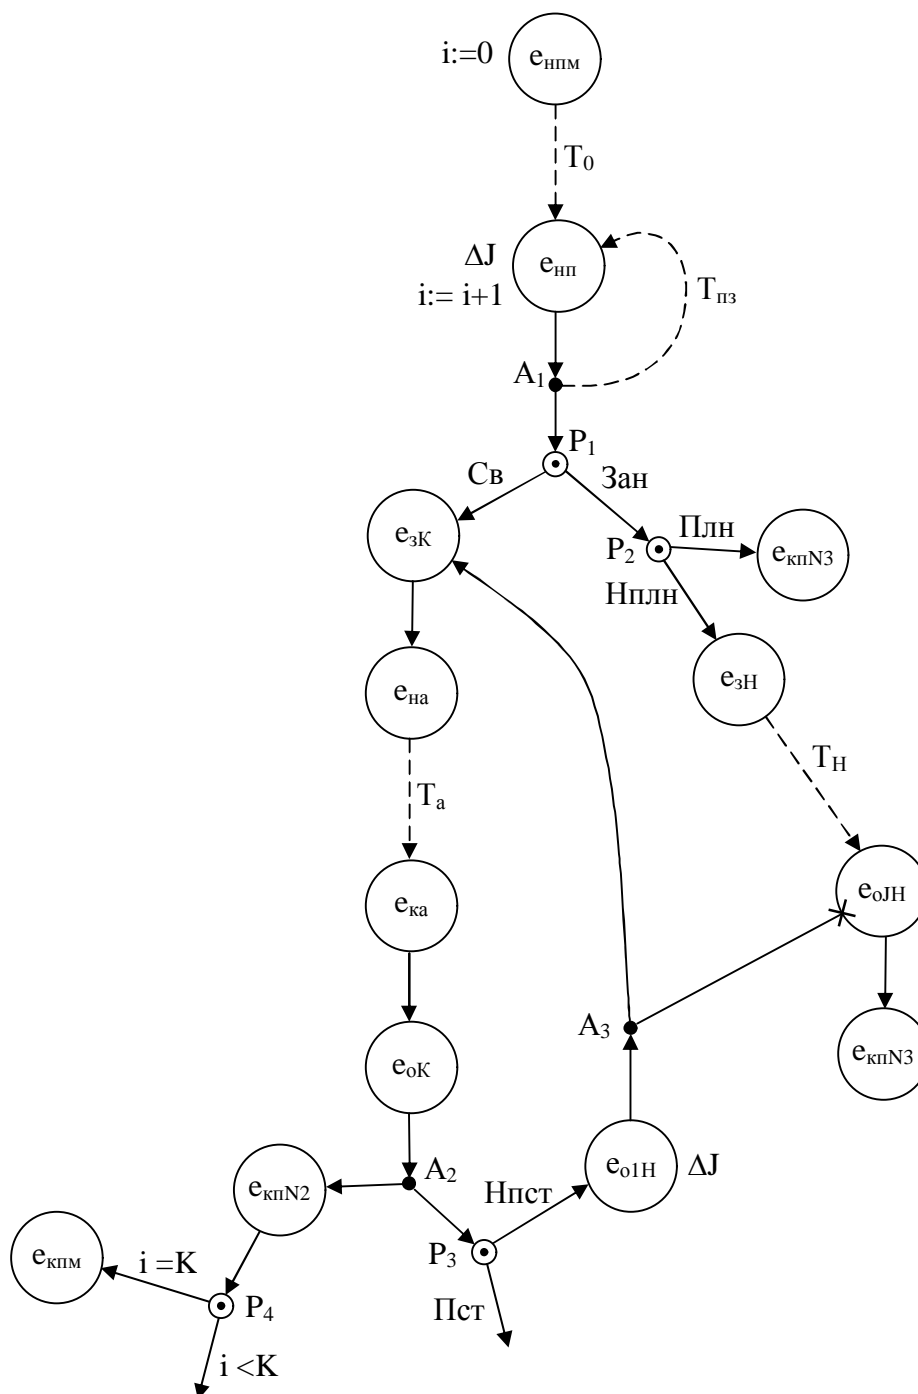 i:=0
eнпм
T0
ΔJ
eнп
Tпз
i:= i+1
A1
P1
Св
Зан
eзК
P2
Плн
eкпN3
Нплн
eна
eзН
TН
Tа
eка
eоJН
A3
eоК
eкпN3
A2
eо1Н
ΔJ
eкпN2
Нпст
eкпм
i =K
P3
P4
Пст
i <K